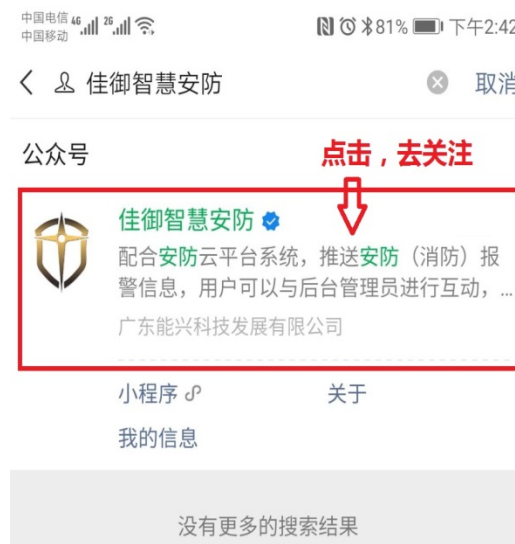 中国电信 4G 2G 81% 下午2:42
中国移动
佳御智慧安防 取消
公众号 点击，去关注
佳御智慧安防
配合安防云平台系统，推送安防（消防）报
警信息，用户可以与后台管理员进行互动，...
广东能兴科技发展有限公司
小程序 关于
我的信息
没有更多的搜索结果